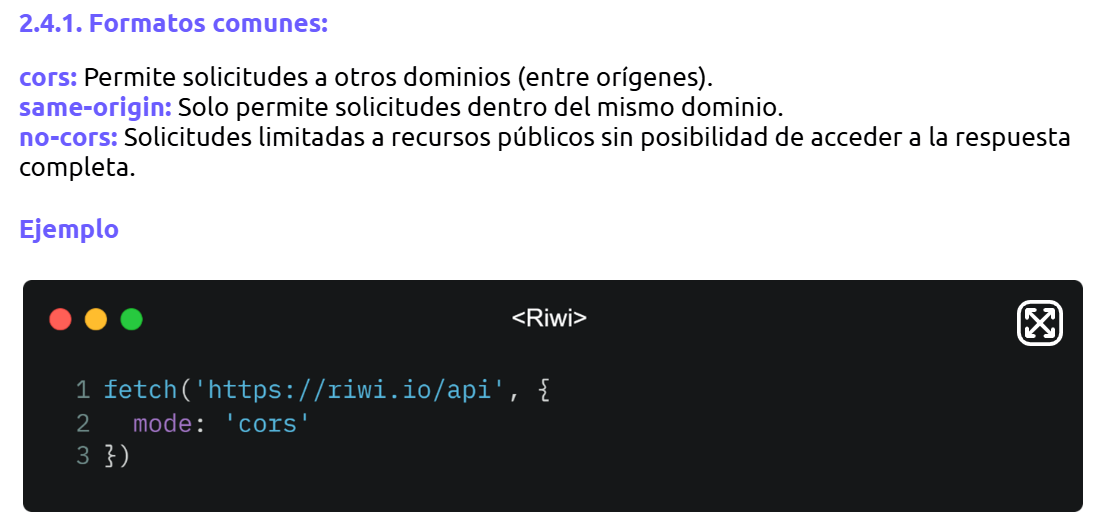 2.4.1. Formatos comunes:
cors: Permite solicitudes a otros dominios (entre orígenes).
same-origin: Solo permite solicitudes dentro del mismo dominio.
no-cors: Solicitudes limitadas a recursos públicos sin posibilidad de acceder a la respuesta
completa.
Ejemplo
<Riwi>
1 fetch('https://riwi.io/api', {
2   mode: 'cors'
3 })